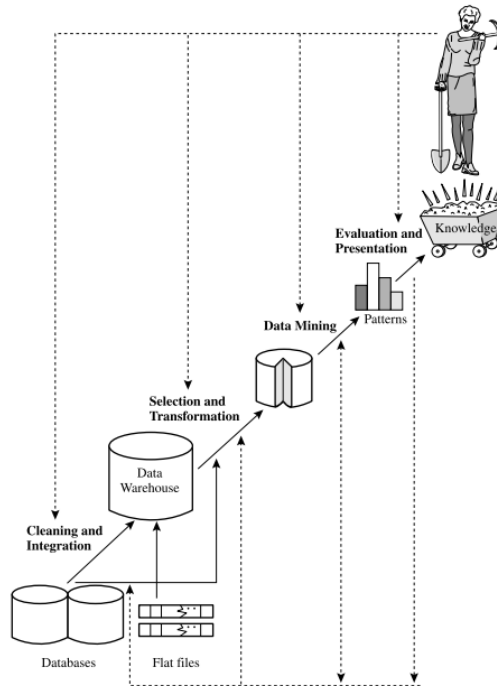 Evaluation and
Presentation
Knowledge
Data Mining
Patterns
Selection and
Transformation
Data
Warehouse
Cleaning and
Integration
Databases
Flat files